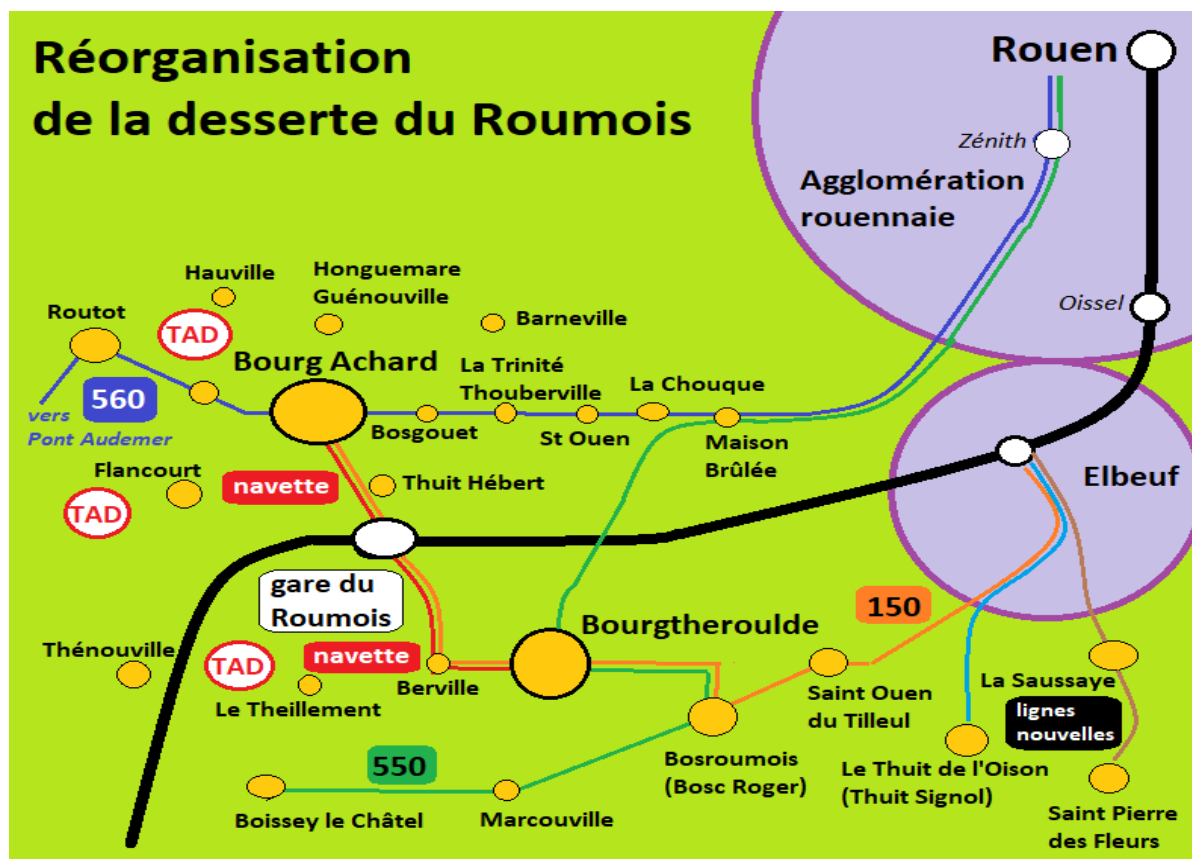 Réorganisation
de la desserte du Roumois
Rouen
Zénith
Agglomération
rouennaie
Hauville
Honguemare
Guénouville
Oissel
Routot
TAD
Barneville
Bourg Achard
La Trinité
Thouberville
La Chouque
560
vers
Pont Audemer
Bosgouet
St Ouen
Maison
Brûlée
Flancourt
navette
Thuit Hébert
Elbeuf
TAD
gare du
Roumois
150
Bourgtheroulde
Thénouville
TAD
navette
Berville
Le Theillement
Saint Ouen
du Tilleul
La Saussaye
lignes
nouvelles
550
Bosroumois
(Bosc Roger)
Le Thuit de l'Oison
(Thuit Signol)
Boissey le Châtel
Marcouville
Saint Pierre
des Fleurs